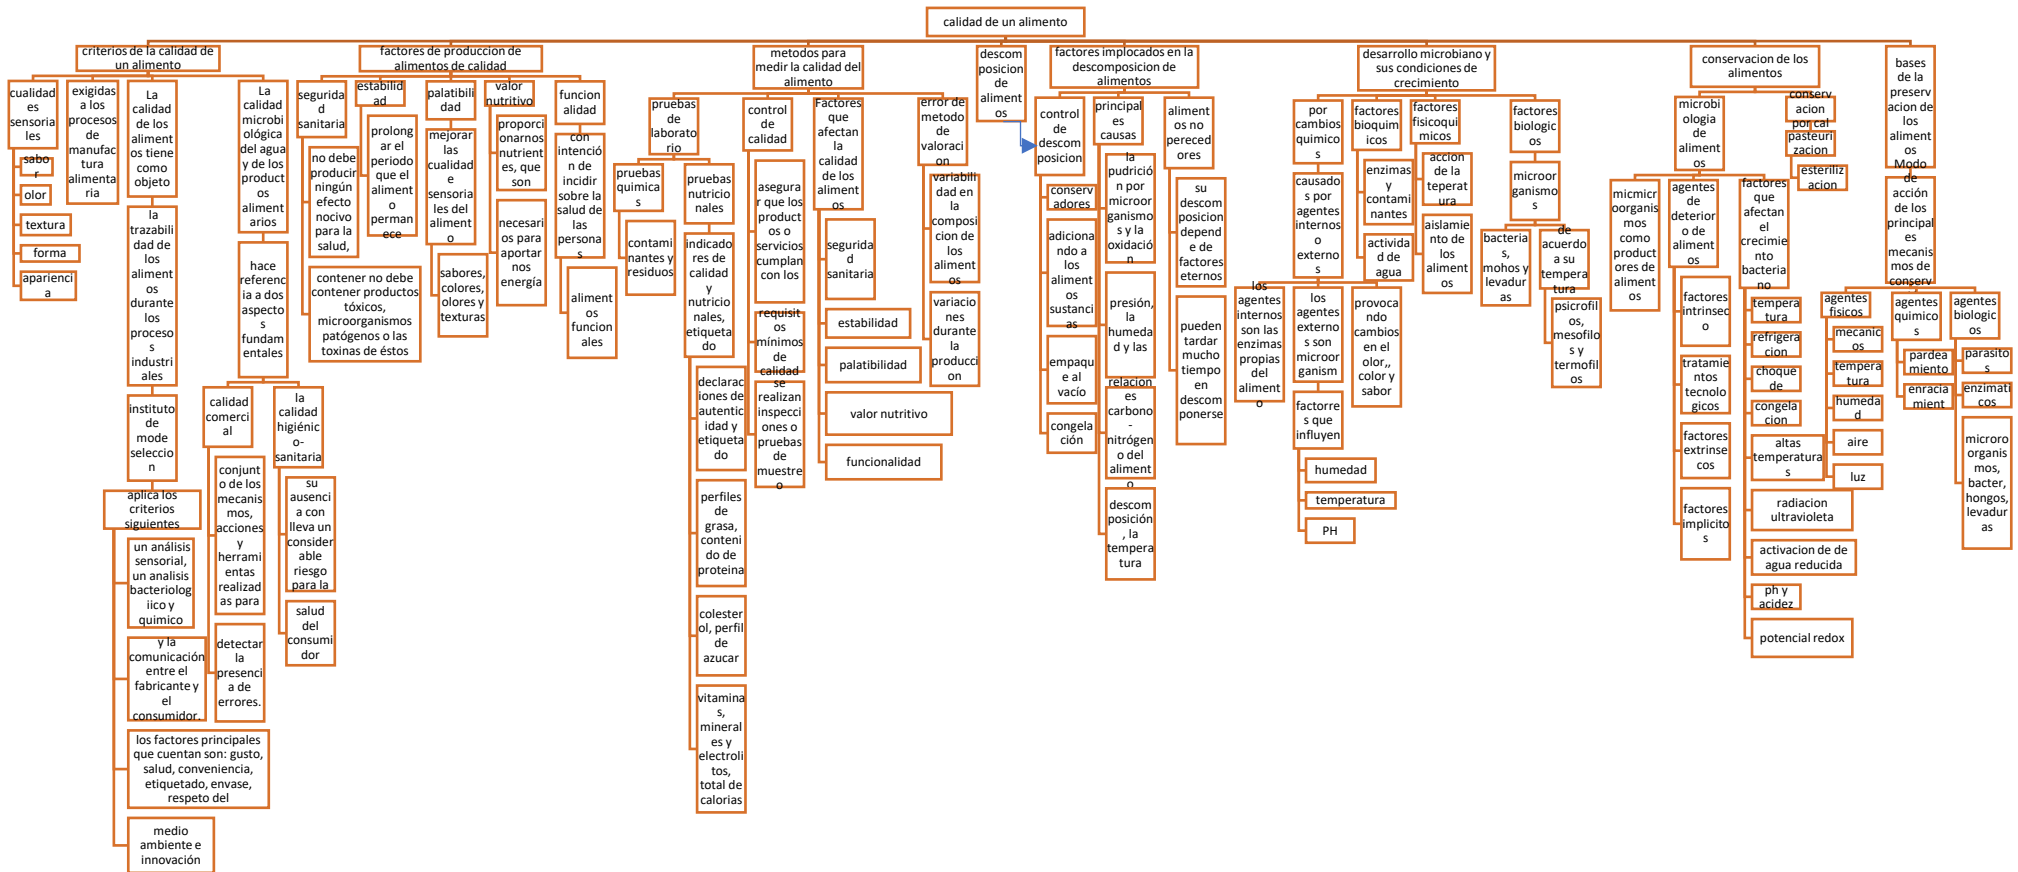 calidad de un alimento
criterios de la calidad de
un alimento
cualidad
es
sensoria
les
sabo
r
olor
textura
forma
aparienci
a
exigidas
a los
procesos
de
manufac
tura
alimenta
ria
La
calidad
de los
alimentos
tiene
como
objeto
la
trazabili
dad de
los
alimentos
durante
los
proceso
s
industri
ales
instituto
de
mode
seleccio
n
aplica los
criterios
siguientes
un análisis
sensorial,
un analisis
bacteriolog
iico y
quimico
y la
comunicación
entre el
fabricante y
el
consumidor.
los factores principales
que cuentan son: gusto,
salud, conveniencia,
etiquetado, envase,
respeto del
medio
ambiente e
innovación
La
calidad
microbi
ológica
del agua
y de los
product
os
aliment
arios
hace
referenc
ia a dos
aspecto
s
fundam
entales
calidad
comerci
al
conjunt
o de los
mecanis
mos,
acciones
y
herrami
entas
realizad
as para
detectar
la
presenci
a de
errores.
la
calidad
higiénic
o-
sanitaria
su
ausenci
a con
lleva un
consider
able
riesgo
para la
salud
del
consumi
dor
factores de produccion de
alimentos de calidad
segurida
d
sanitaria
no debe
producir
ningún
efecto
nocivo
para la
salud,
contener no debe
contener productos
tóxicos,
microorganismos
patógenos o las
toxinas de éstos
estabilid
ad
prolong
ar el
periodo
que el
aliment
o
permane
ce
palatibili
dad
mejorar
las
cualidad
e
sensoria
les del
aliment
o
sabores,
colores,
olores y
texturas
valor
nutritivo
proporci
onarnos
nutrient
es, que
son
necesari
os para
aportar
nos
energía
funcion
alidad
con
intenció
n de
incidir
sobre la
salud de
las
persona
s
aliment
os
funcion
ales
metodos para
medir la calidad del
alimento
pruebas
de
laborato
rio
pruebas
quimica
s
contami
nantes y
residuos
pruebas
nutricio
nales
indicado
res de
calidad
y
nutricio
nales,
etiqueta
do
declarac
iones de
autentic
idad y
etiqueta
do
perfiles
de
grasa,
conteni
do de
proteina
colester
ol, perfil
de
azucar
vitamina
s,
mineral
es y
electroli
tos,
total de
calorias
control
de
calidad
asegura
r que los
product
os o
servicios
cumplan
con los
requisit
os
mínimos
de
calidad
se
realizan
inspecci
ones o
pruebas
de
muestre
o
Factores
que
afectan
la
calidad
de los
aliment
os
segurida
d
sanitaria
estabilidad
palatibilidad
valor nutritivo
funcionalidad
error de
metodo
de
valoraci
on
variabilid
ad en la
composi
cion de
los
aliment
os
variacio
nes
durante
la
produccion
descom
posicion
de
aliment
os
factores implocados en la
descomposicion de
alimentos
control
de
descom
posicion
conserv
adores
adiciona
ndo a
los
aliment
os
sustanci
as
empaqu
e al
vacío
congela
ción
principal
es
causas
la
pudrició
n por
microor
ganismo
s y la
oxidació
n
presión,
la
humeda
d y las
relacion
es
carbono
-
nitrógen
o del
aliment
o
descom
posición
, la
tempera
tura
aliment
os no
pereced
ores
su
descom
posicion
depend
e de
factores
eternos
pueden
tardar
mucho
tiempo
en
descom
ponerse
desarrollo microbiano y
sus condiciones de
crecimiento
por
cambios
quimico
s
causados
por
agentes
internos
o
externo
s
los
agentes
internos
son las
enzimas
propias
del
aliment
o
los
agentes
externo
s son
microor
ganism
factorre
s que
influyen
humedad
temperatura
PH
provoca
ndo
cambios
en el
olor,,
color y
sabor
factores
bioquim
icos
enzimas
y
contami
nantes
activida
d de
agua
factores
fisicoqui
micos
accion
de la
teperat
ura
aislamie
nto de
los
aliment
os
factores
biologic
os
microor
ganismo
s
bacteria
s,
mohos y
levadur
as
de
acuerdo
a su
tempera
tura
psicrofil
os,
mesofilo
s y
termofil
os
conservacion de los
alimentos
microbi
ologia
de
aliment
os
micmicr
oorganis
mos
como
product
ores de
aliment
os
agentes
de
deterior
o de
aliment
os
factores
intrinsec
o
tratamie
ntos
tecnolo
gicos
factores
extrinse
cos
factores
implicito
s
factores
que
afectan
el
crecimie
nto
bacteria
no
tempera
tura
refrigera
cion
choque
de
congela
cion
altas
temperatura
s
radiacion
ultravioleta
activacion de de
agua reducida
ph y
acidez
potencial redox
conserv
acion
por cal
pasteuri
zacion
esteriliz
acion
bases
de la
preserv
acion de
los
aliment
os
Modo
de
acción
de los
principal
es
mecanis
mos de
conserv
agentes
fisicos
mecanic
os
tempera
tura
humeda
d
aire
luz
agentes
quimico
s
pardea
miento
enracia
mient
agentes
biologic
os
parasito
s
enzimati
cos
microro
organis
mos,
bacter,
hongos,
levadur
as